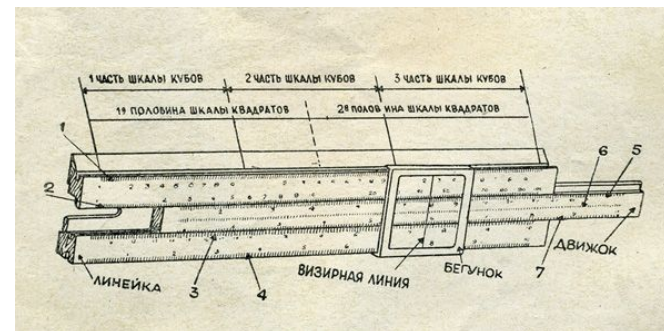 1 ЧАСТЬ ШКАЛЫ КУБОВ 2 ЧАСТЬ ШКАЛЫ КУБОВ 3 ЧАСТЬ ШКАЛЫ КУБОВ
1я ПОЛОВИНА ШКАЛЫ КВАДРАТОВ 2я ПОЛОВИНА ШКАЛЫ КВАДРАТОВ
1
2
5
6
ЛИНЕЙКА 3 4 ВИЗИРНАЯ ЛИНИЯ БЕГУНОК 7 ДВИЖОК